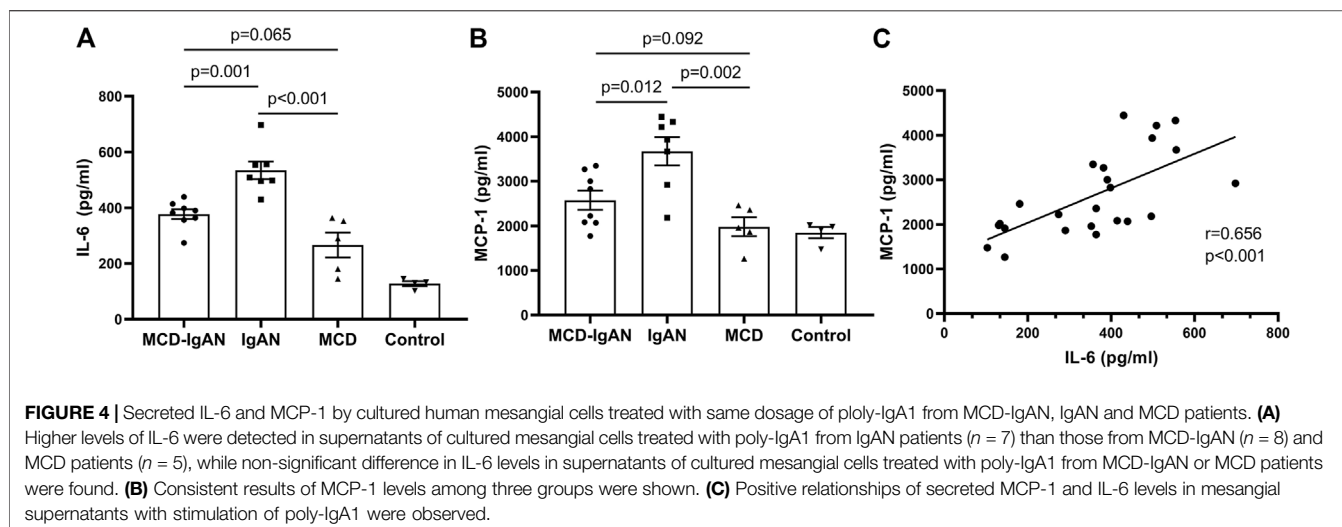 A
p=0.065
p=0.001
p<0.001
800
600
400
200
0
IL-6 (pg/ml)
MCD-IgAN IgAN MCD Control
B
p=0.092
p=0.012 p=0.002
5000
4000
3000
2000
1000
0
MCP-1 (pg/ml)
MCD-IgAN IgAN MCD Control
C
5000
4000
3000
2000
1000
0
MCP-1 (pg/ml)
r=0.656
p<0.001
0 200 400 600 800
IL-6 (pg/ml)
FIGURE 4 | Secreted IL-6 and MCP-1 by cultured human mesangial cells treated with same dosage of ploly-IgA1 from MCD-IgAN, IgAN and MCD patients. (A)
Higher levels of IL-6 were detected in supernatants of cultured mesangial cells treated with poly-IgA1 from IgAN patients (n = 7) than those from MCD-IgAN (n = 8) and
MCD patients (n = 5), while non-significant difference in IL-6 levels in supernatants of cultured mesangial cells treated with poly-IgA1 from MCD-IgAN or MCD patients
were found. (B) Consistent results of MCP-1 levels among three groups were shown. (C) Positive relationships of secreted MCP-1 and IL-6 levels in mesangial
supernatants with stimulation of poly-IgA1 were observed.